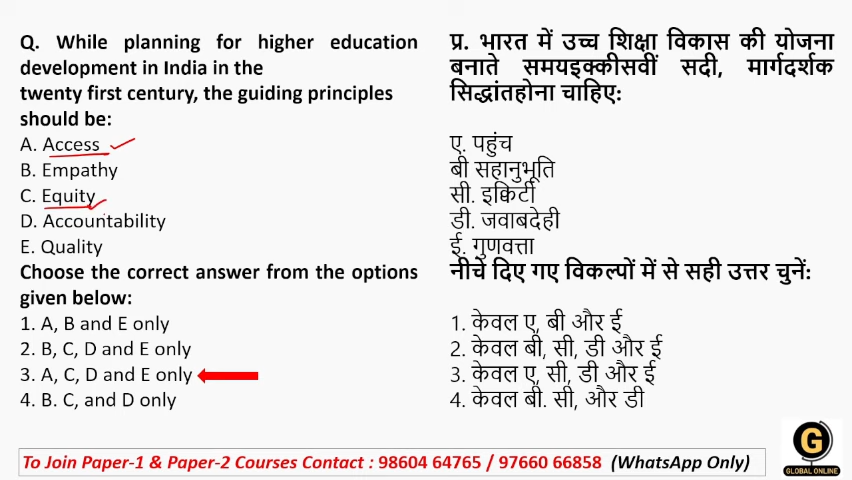 Q. While planning for higher education
development in India in the
twenty first century, the guiding principles
should be:
A. Access
B. Empathy
C. Equity
D. Accountability
E. Quality
Choose the correct answer from the options
given below:
1. A, B and E only
2. B, C, D and E only
3. A, C, D and E only
4. B. C, and D only
प्र. भारत में उच्च शिक्षा विकास की योजना
बनाते समयइक्कीसवीं सदी, मार्गदर्शक
सिद्धांतहोना चाहिए:
ए. पहुंच
बी सहानुभूति
सी. इक्विटी
डी. जवाबदेही
ई. गुणवत्ता
नीचे दिए गए विकल्पों में से सही उत्तर चुनें:
1. केवल ए, बी और ई
2. केवल बी, सी, डी और ई
3. केवल ए, सी, डी और ई
4. केवल बी. सी, और डी
To Join Paper-1 & Paper-2 Courses Contact : 98604 64765 / 97660 66858 (WhatsApp Only)
G
GLOBAL ONLINE